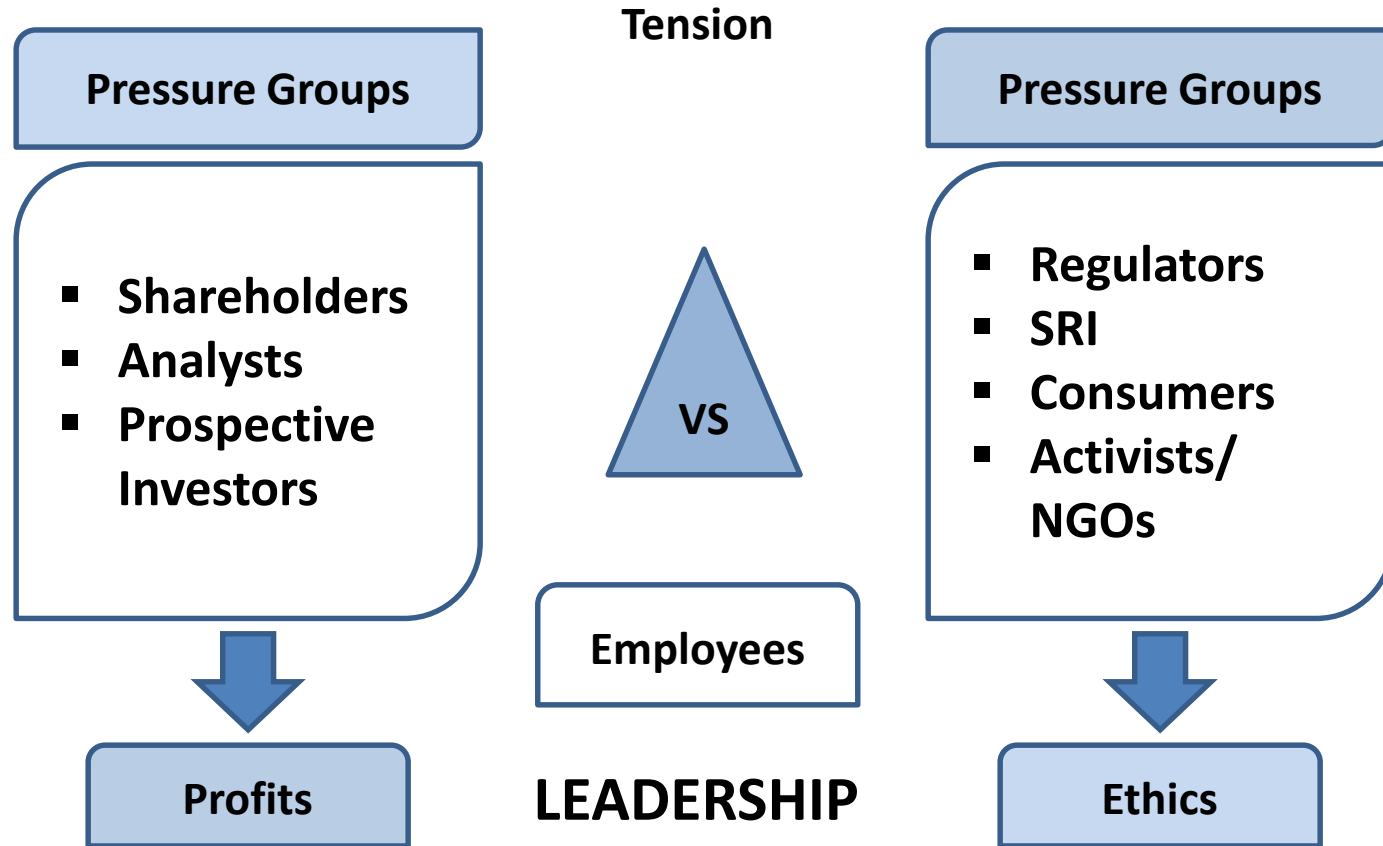 Tension
Pressure Groups
▪ Shareholders
▪ Analysts
▪ Prospective
Investors
Profits
VS
Employees
LEADERSHIP
Pressure Groups
▪ Regulators
▪ SRI
▪ Consumers
▪ Activists/
NGOs
Ethics